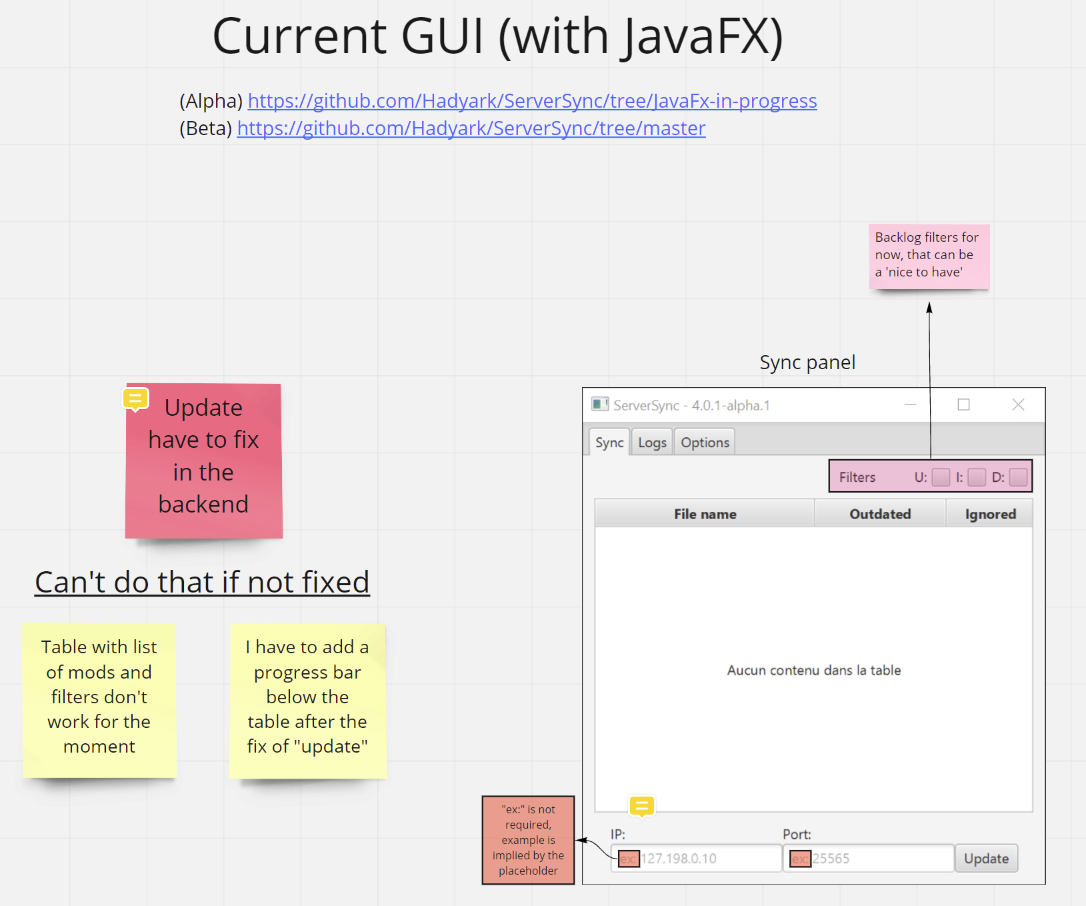 Current GUI (with JavaFX)
(Alpha) https://github.com/Hadyark/ServerSync/tree/JavaFx-in-progress
(Beta) https://github.com/Hadyark/ServerSync/tree/master
Backlog filters for
now, that can be
a 'nice to have'
Sync panel
Update
have to fix
in the
backend
Can't do that if not fixed
Table with list
of mods and
filters don't
work for the
moment
I have to add a
progress bar
below the
table after the
fix of "update"
ServerSync - 4.0.1-alpha.1
Sync Logs Options
Filters U: I: D:
File name Outdated Ignored
Aucun contenu dans la table
"ex:" is not
required,
example is
implied by the
placeholder
IP: Port:
ex: 127.198.0.10 ex: 25565 Update